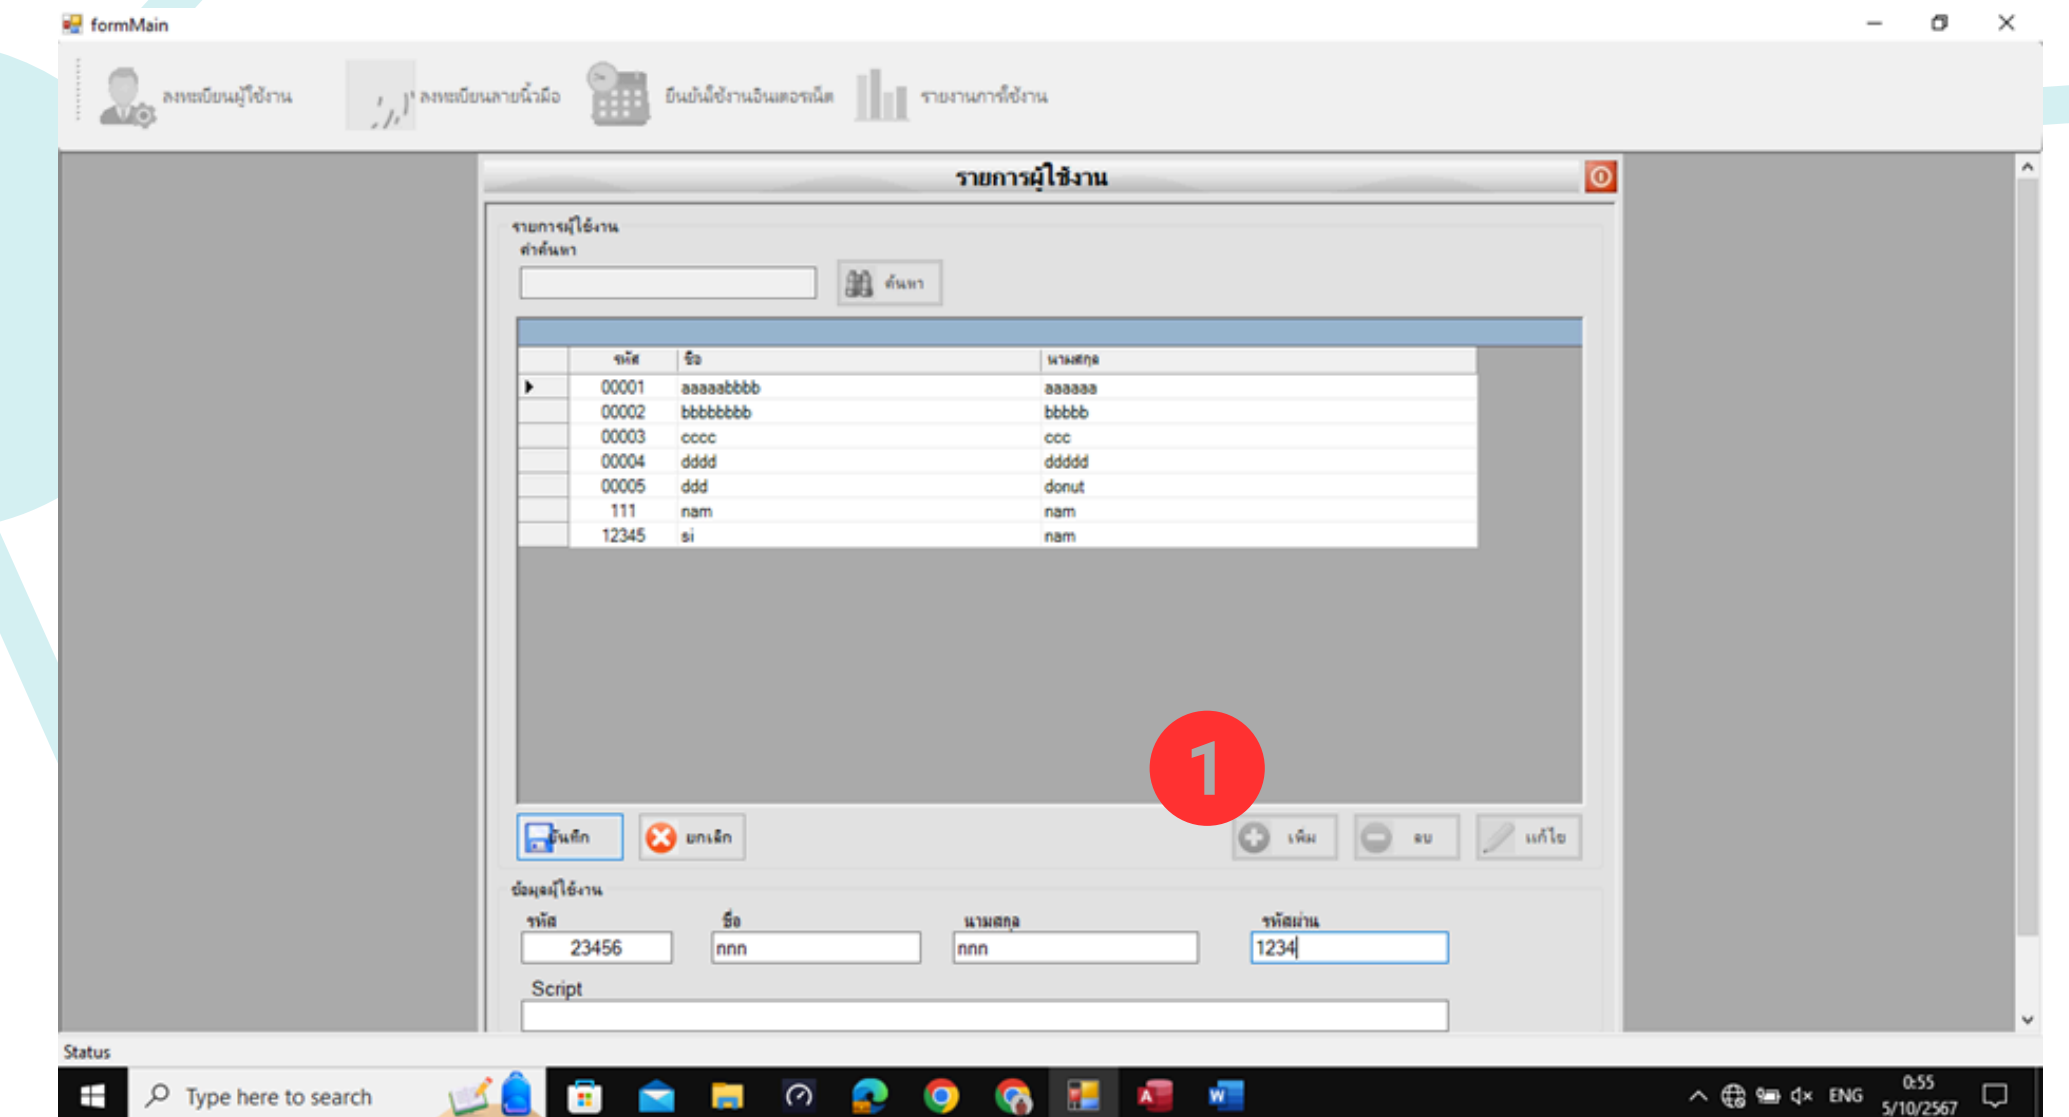 formMain
ลงทะเบียนผู้ใช้งาน ลงทะเบียนลายนิ้วมือ ยืนยันใช้งานอินเตอร์เน็ต รายงานการใช้งาน
รายการผู้ใช้งาน
รายการผู้ใช้งาน
คำค้นหา
ค้นหา
รหัส ชื่อ นามสกุล
00001 aaaaabbbb aaaaaa
00002 bbbbbbbb bbbbb
00003 cccc ccc
00004 dddd ddddd
00005 ddd donut
111 nam nam
12345 si nam
1
บันทึก ยกเลิก เพิ่ม ลบ แก้ไข
ข้อมูลผู้ใช้งาน
รหัส ชื่อ นามสกุล รหัสผ่าน
23456 nnn nnn 1234
Script
Status
Type here to search
ENG 0:55
5/10/2567